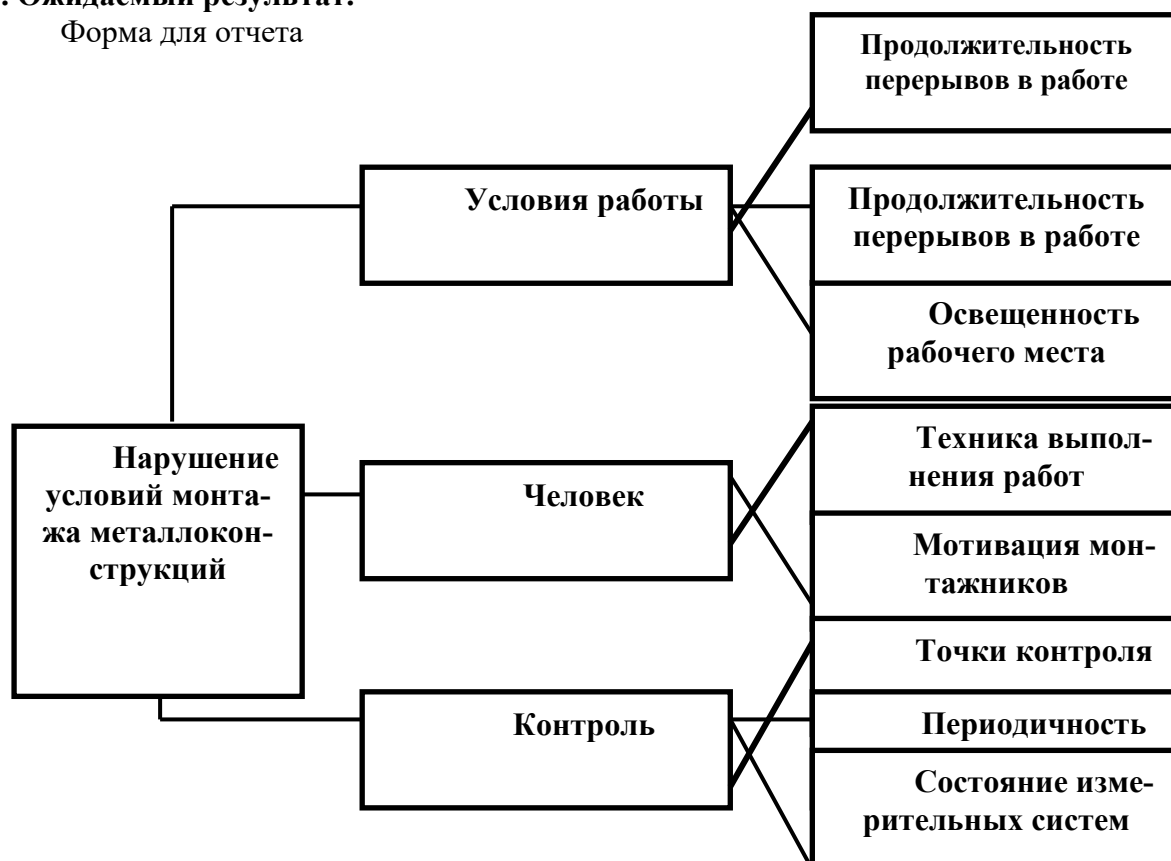 . Ожидаемый результат.
Форма для отчета
Продолжительность
перерывов в работе
Условия работы
Продолжительность
перерывов в работе
Освещенность
рабочего места
Нарушение
условий монта-
жа металлокон-
струкций
Человек
Техника выпол-
нения работ
Мотивация мон-
тажников
Контроль
Точки контроля
Периодичность
Состояние изме-
рительных систем